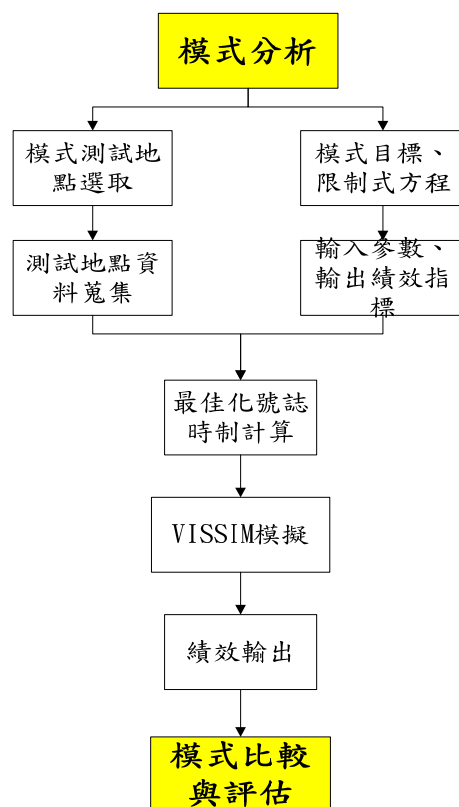 模式分析
模式測試地
點選取
模式目標、
限制式方程
測試地點資
料蒐集
輸入參數、
輸出績效指
標
最佳化號誌
時制計算
VISSIM模擬
績效輸出
模式比較
與評估